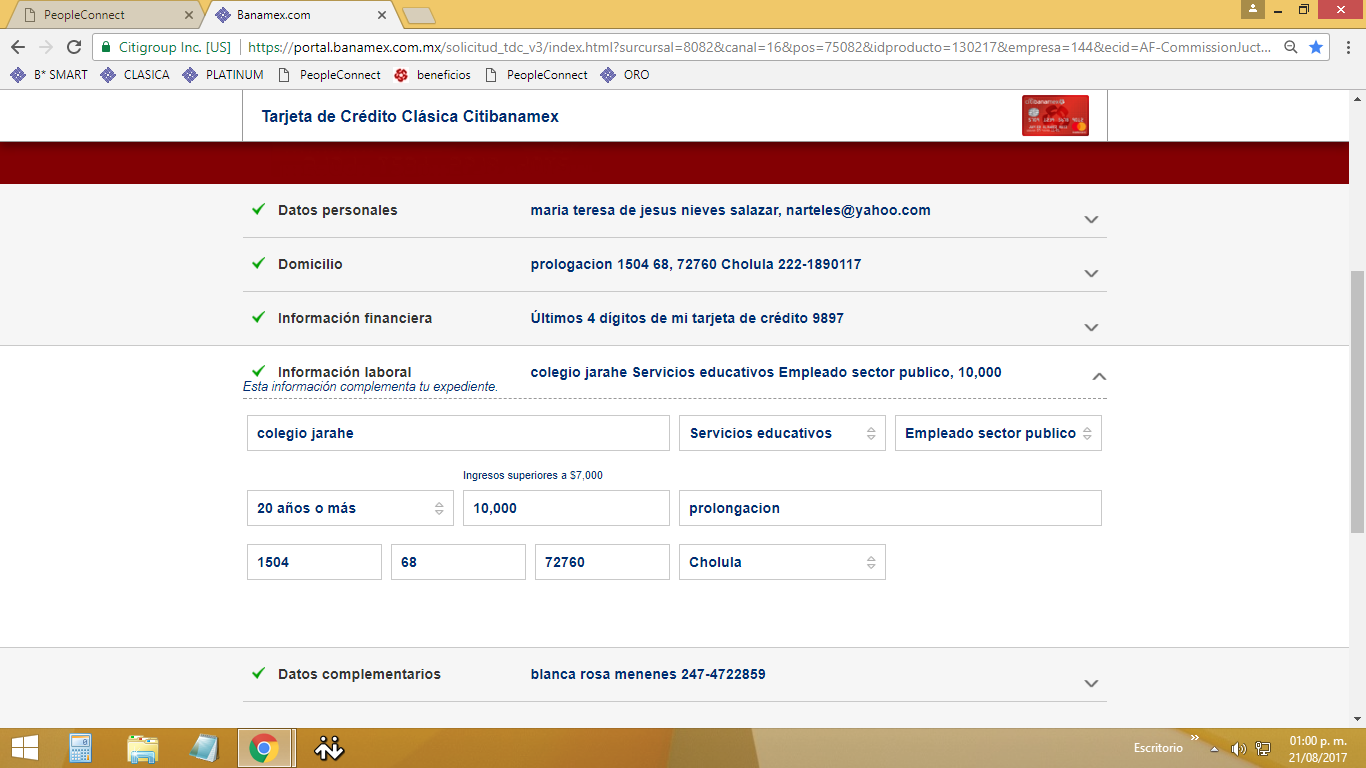 PeopleConnect
Banamex.com
Citigroup Inc. [US] https://portal.banamex.com.mx/solicitud_tdc_v3/index.html?surcursal=8082&canal=16&pos=75082&idproducto=130217&empresa=144&ecid=AF-CommissionJuct...
B* SMART CLASICA PLATINUM PeopleConnect beneficios PeopleConnect ORO
Tarjeta de Crédito Clásica Citibanamex
Datos personales maria teresa de jesus nieves salazar, narteles@yahoo.com
Domicilio prologacion 1504 68, 72760 Cholula 222-1890117
Información financiera Últimos 4 dígitos de mi tarjeta de crédito 9897
Información laboral colegio jarahe Servicios educativos Empleado sector publico, 10,000
Esta información complementa tu expediente.
colegio jarahe Servicios educativos Empleado sector publico
Ingresos superiores a $7,000
20 años o más 10,000 prolongacion
1504 68 72760 Cholula
Datos complementarios blanca rosa menenes 247-4722859
Escritorio
01:00 p. m.
21/08/2017